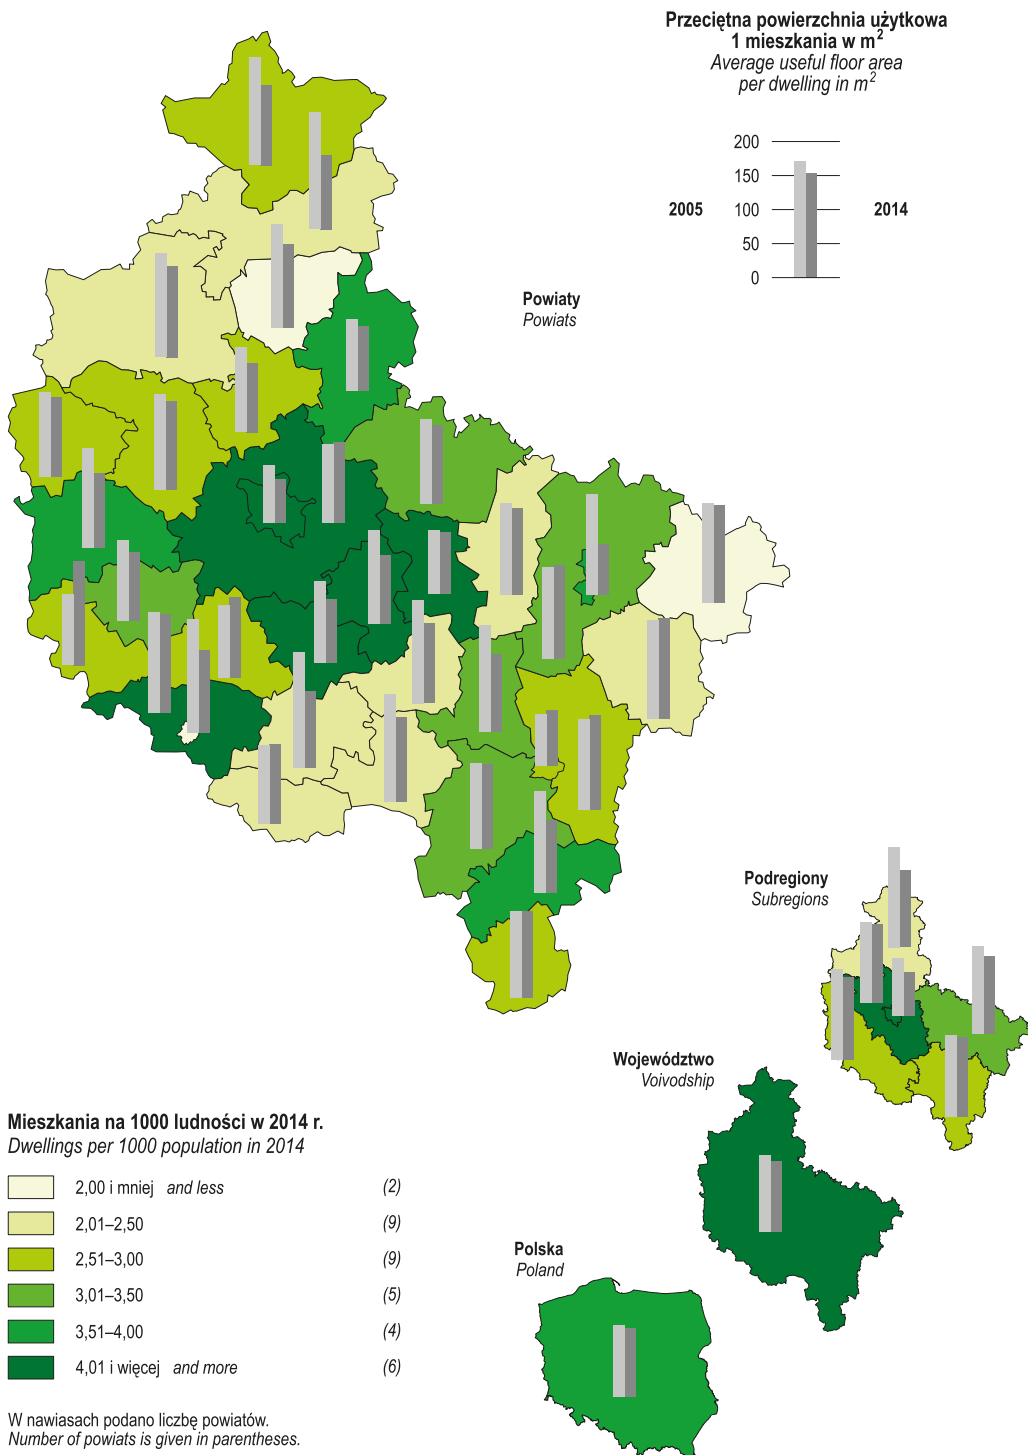 Przeciętna powierzchnia użytkowa
1 mieszkania w m²
Average useful floor area
per dwelling in m²
200
150
2005
100
2014
50
0
Powiaty
Powiats
Podregiony
Subregions
Województwo
Voivodship
Mieszkania na 1000 ludności w 2014 r.
Dwellings per 1000 population in 2014
2,00 i mniej and less (2)
2,01–2,50 (9)
2,51–3,00 (9)
3,01–3,50 (5)
3,51–4,00 (4)
4,01 i więcej and more (6)
Polska
Poland
W nawiasach podano liczbę powiatów.
Number of powiats is given in parentheses.